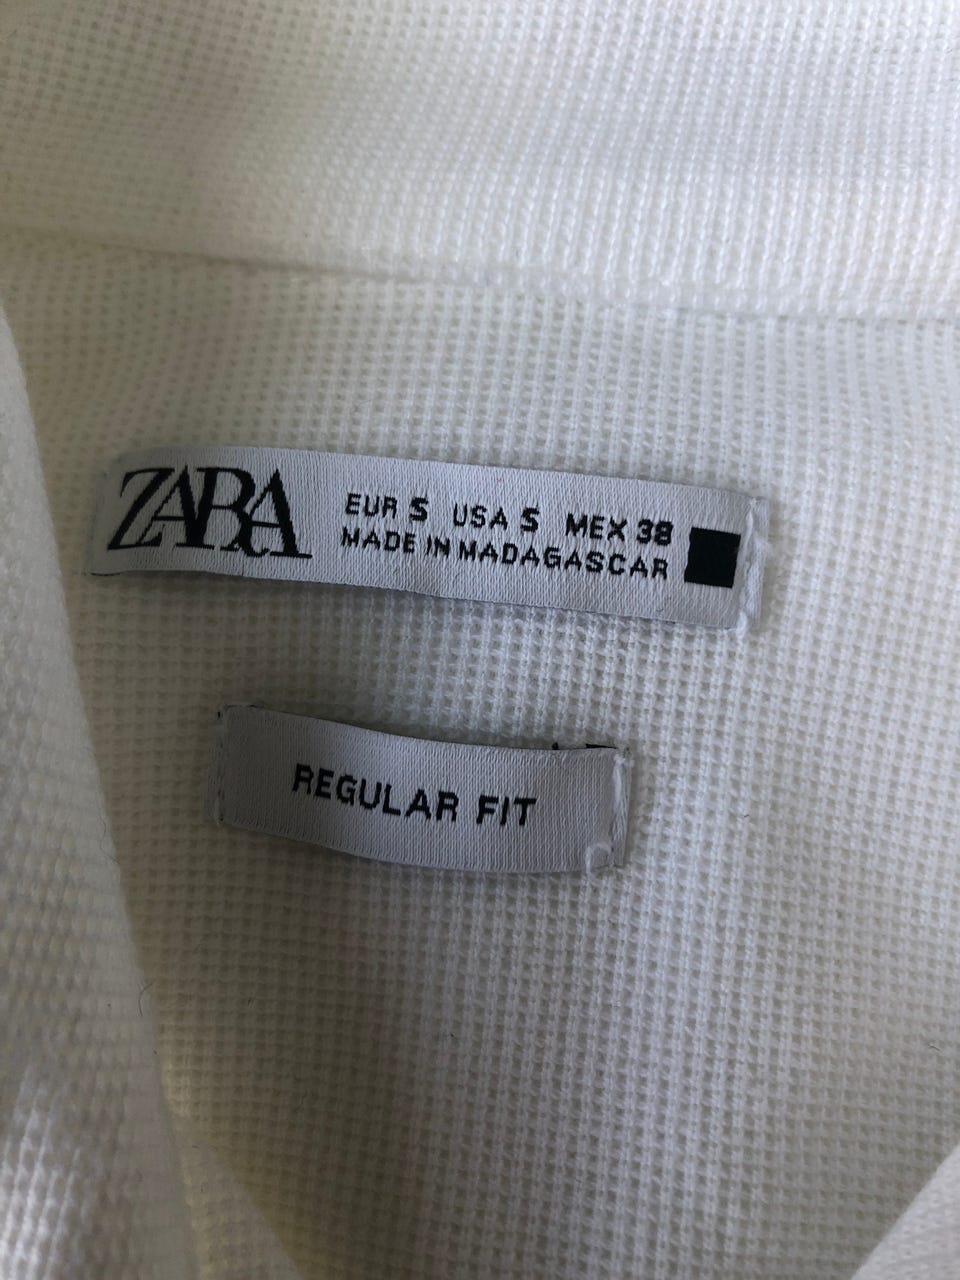 ZARA
EUR S USA S MEX 38
MADE IN MADAGASCAR
REGULAR FIT